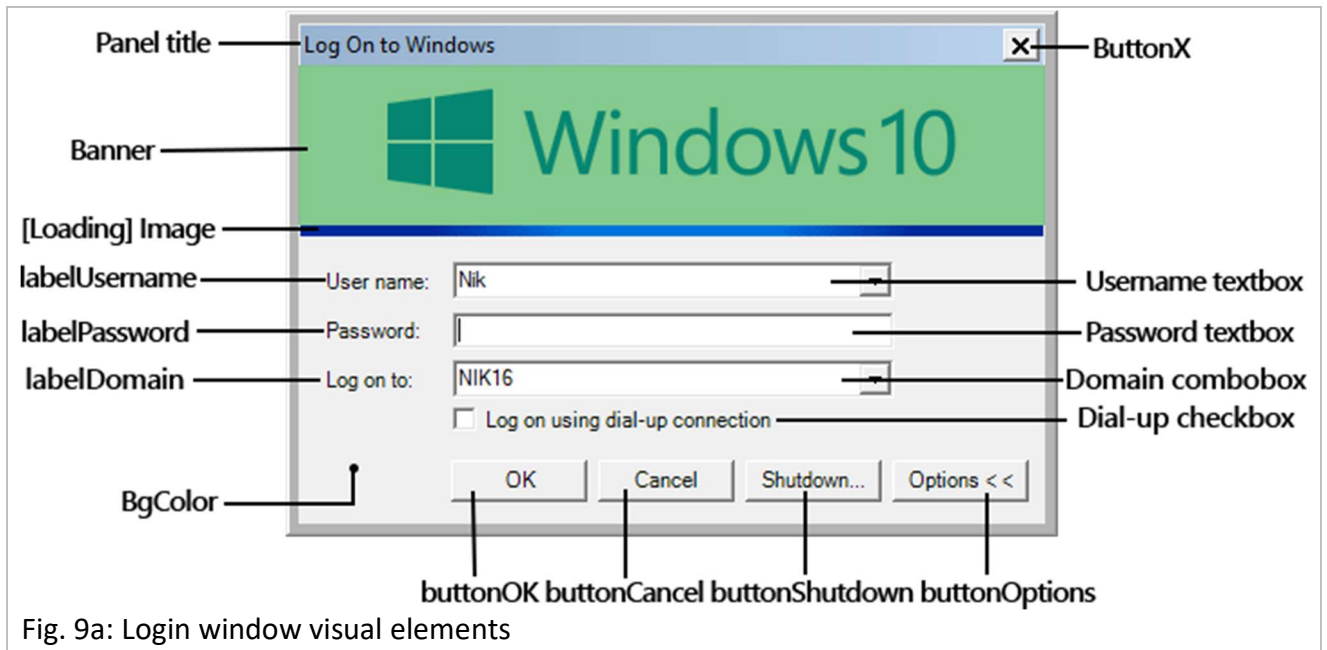 Panel title
Log On to Windows
ButtonX
Banner
Windows 10
[Loading] Image
labelUsername
User name:
Nik
Username textbox
labelPassword
Password:
Password textbox
labelDomain
Log on to:
NIK16
Domain combobox
Log on using dial-up connection
Dial-up checkbox
BgColor
OK
Cancel
Shutdown...
Options <<
buttonOK buttonCancel buttonShutdown buttonOptions
Fig. 9a: Login window visual elements